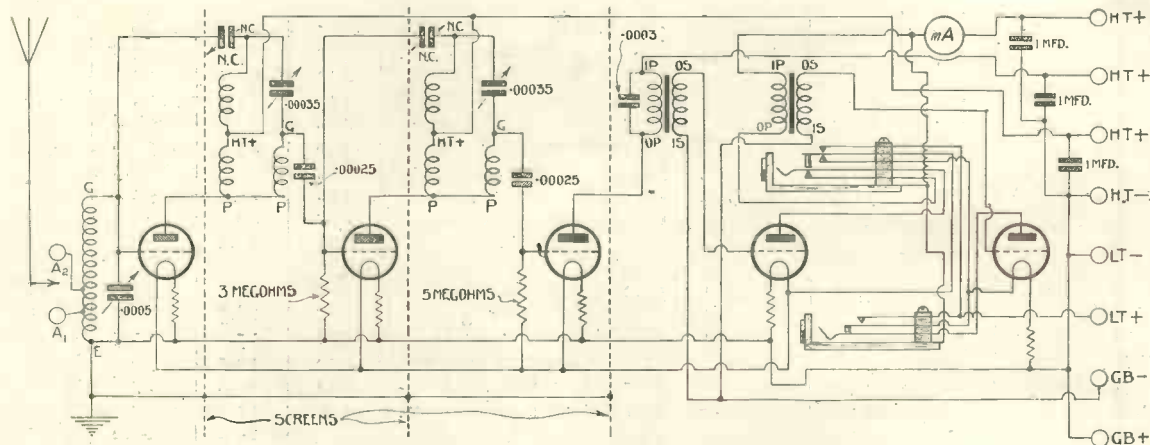 NC
N.C.
NC.
N.C.
·0003
HT+
mA
1 MFD.
HT+
1 MFD.
HT+
1 MFD.
HT-
1P
OS
OP
IS
1P
OS
OP
IS
·00035
G
HT+
·00025
P
P
·00035
G
HT+
·00025
P
P
G
A2
A1
·0005
E
3 MEGOHMS
5 MEGOHMS
LT-
LT+
GB-
GB+
SCREENS